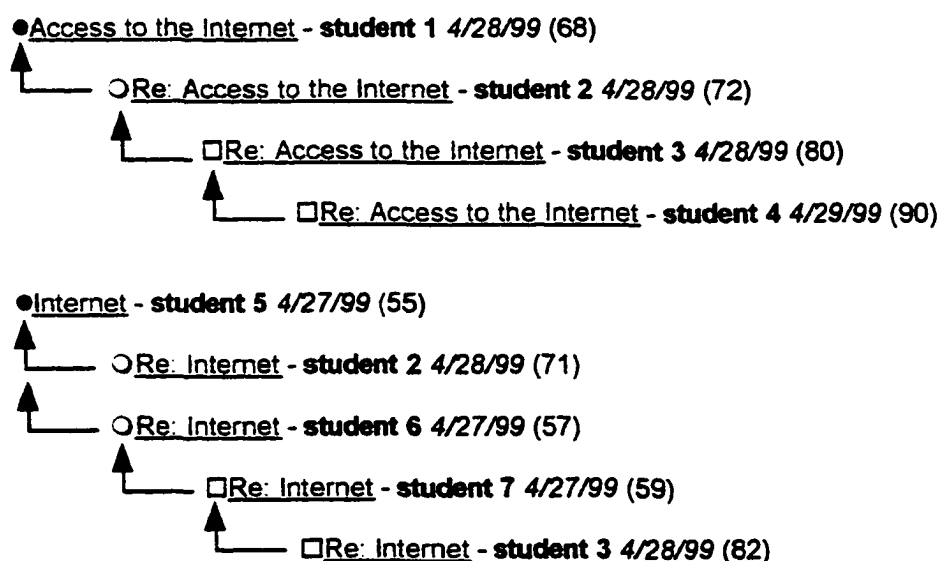 Access to the Internet - student 1 4/28/99 (68)
Re: Access to the Internet - student 2 4/28/99 (72)
Re: Access to the Internet - student 3 4/28/99 (80)
Re: Access to the Internet - student 4 4/29/99 (90)
Internet - student 5 4/27/99 (55)
Re: Internet - student 2 4/28/99 (71)
Re: Internet - student 6 4/27/99 (57)
Re: Internet - student 7 4/27/99 (59)
Re: Internet - student 3 4/28/99 (82)